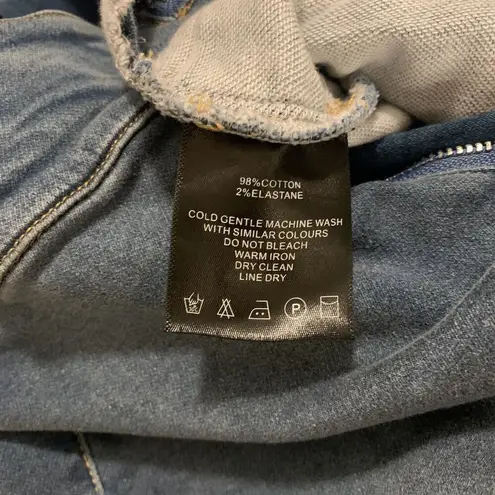 98%COTTON
2%ELASTANE
COLD GENTLE MACHINE WASH
WITH SIMILAR COLOURS
DO NOT BLEACH
WARM IRON
DRY CLEAN
LINE DRY
P